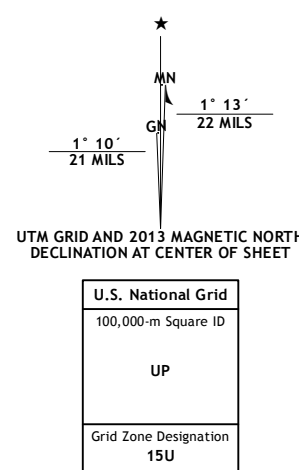 ★
MN
1° 13´
22 MILS
GN
1° 10´
21 MILS
UTM GRID AND 2013 MAGNETIC NORTH
DECLINATION AT CENTER OF SHEET
U.S. National Grid
100,000-m Square ID
UP
Grid Zone Designation
15U